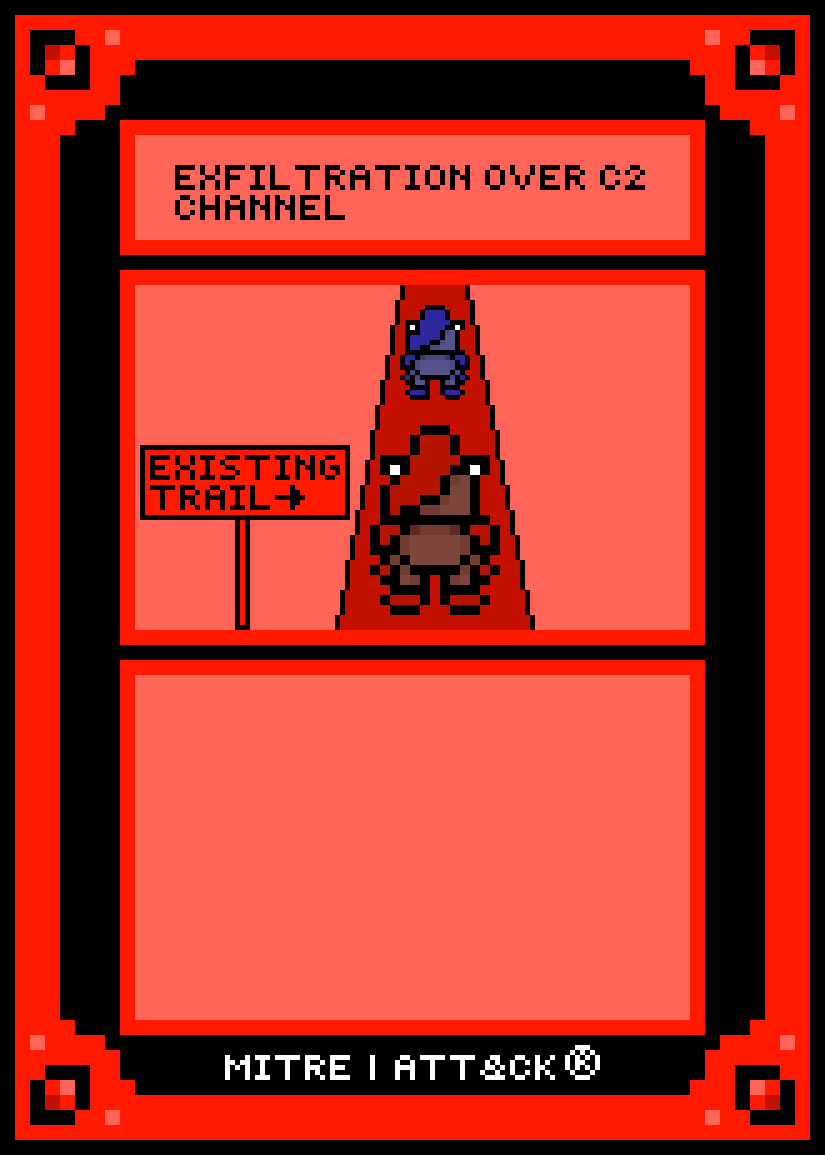 EXFILTRATION OVER C2
CHANNEL
EXISTING
TRAIL→
MITRE | ATT&CK®